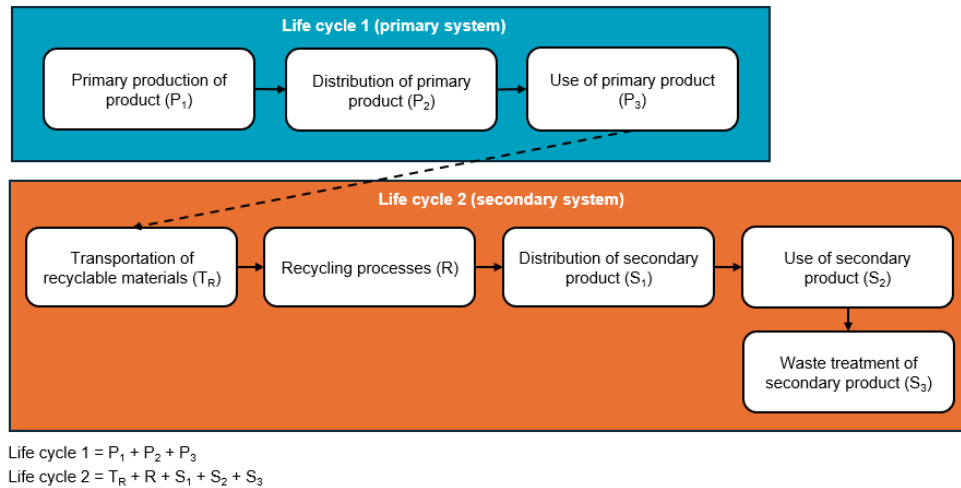 Life cycle 1 (primary system)
Primary production of
product (P₁)
Distribution of primary
product (P₂)
Use of primary product
(P₃)
Life cycle 2 (secondary system)
Transportation of
recyclable materials (T_R)
Recycling processes (R)
Distribution of secondary
product (S₁)
Use of secondary
product (S₂)
Waste treatment of
secondary product (S₃)
Life cycle 1 = P₁ + P₂ + P₃
Life cycle 2 = T_R + R + S₁ + S₂ + S₃